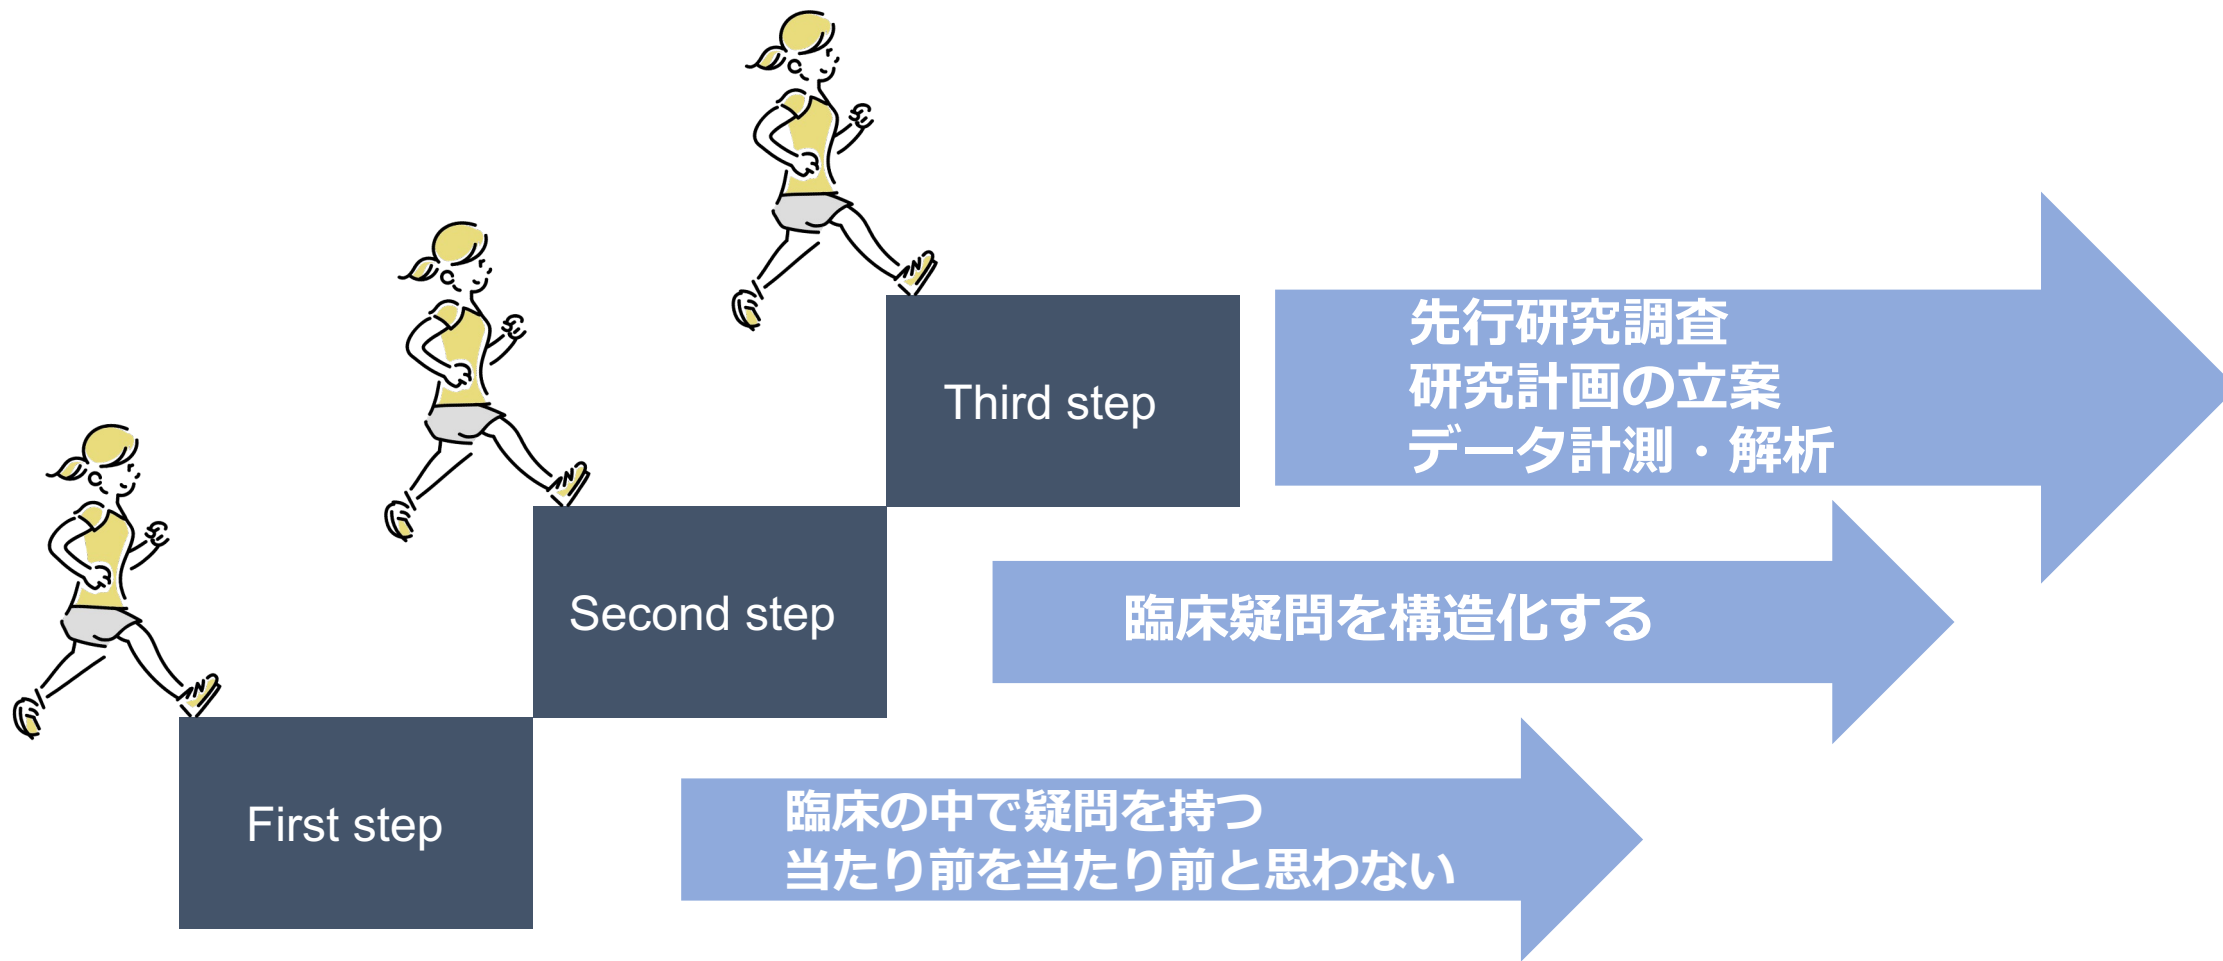 Third step
先行研究調査
研究計画の立案
データ計測・解析
Second step
臨床疑問を構造化する
First step
臨床の中で疑問を持つ
当たり前を当たり前と思わない